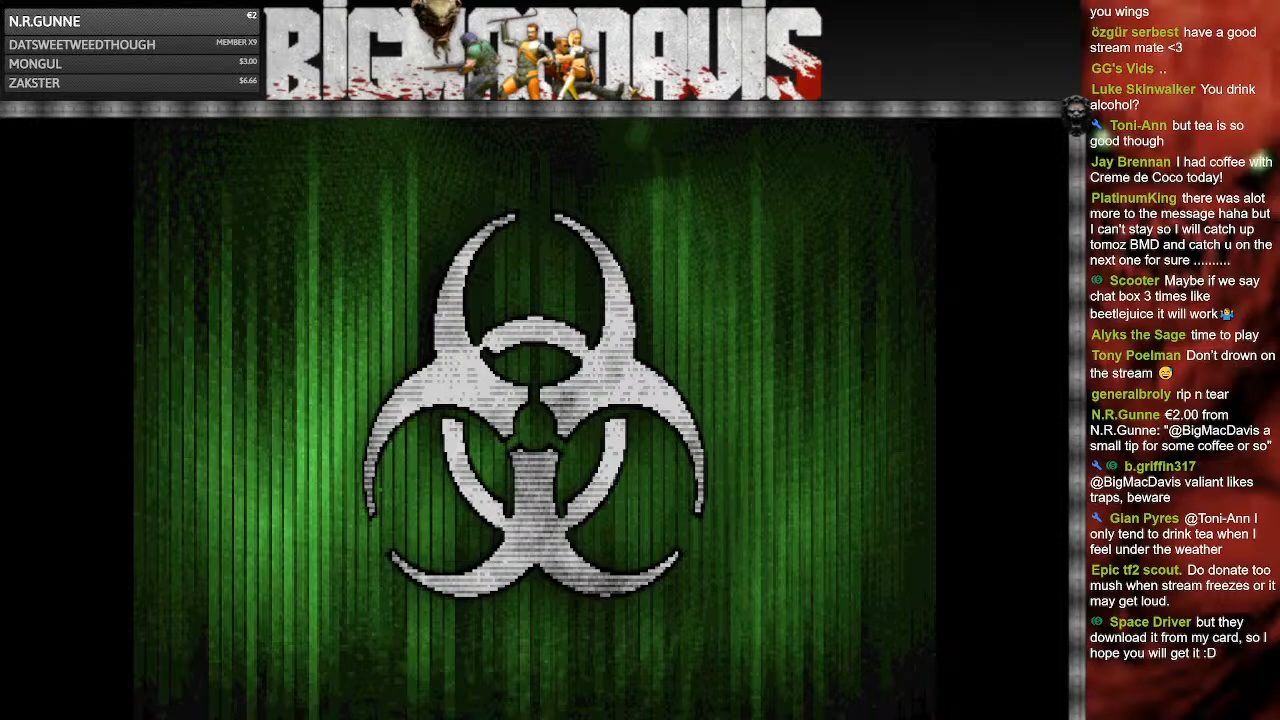 N.R.GUNNE €2
DATSWEETWEEDTHOUGH MEMBER X9
MONGUL $3.00
ZAKSTER $6.66
BIGMACDAVIS
you wings
özgür serbest have a good
stream mate <3
GG's Vids ..
Luke Skinwalker You drink
alcohol?
Toni-Ann but tea is so
good though
Jay Brennan I had coffee with
Creme de Coco today!
PlatinumKing there was alot
more to the message haha but
I can't stay so I will catch up
tomoz BMD and catch u on the
next one for sure .........
Scooter Maybe if we say
chat box 3 times like
beetlejuice it will work
Alyks the Sage Time to play
Tony Portman Don't drown on
the stream
generalbroly rip in ear
N.R.Gunne €2.00 from
N.R.Gunne: "@BigMacDavis a
small tip for some coffee or so"
b.griffin317
@BigMacDavis valiant likes
traps, beware
Gian Pyres @Toni-Ann I
only tend to drink tea when I
feel under the weather
Epic tf2 scout. Dn donate too
mush will stream freezes or it
may get loud.
Space Driver but they
download it from my card, so I
hope you will get it :D